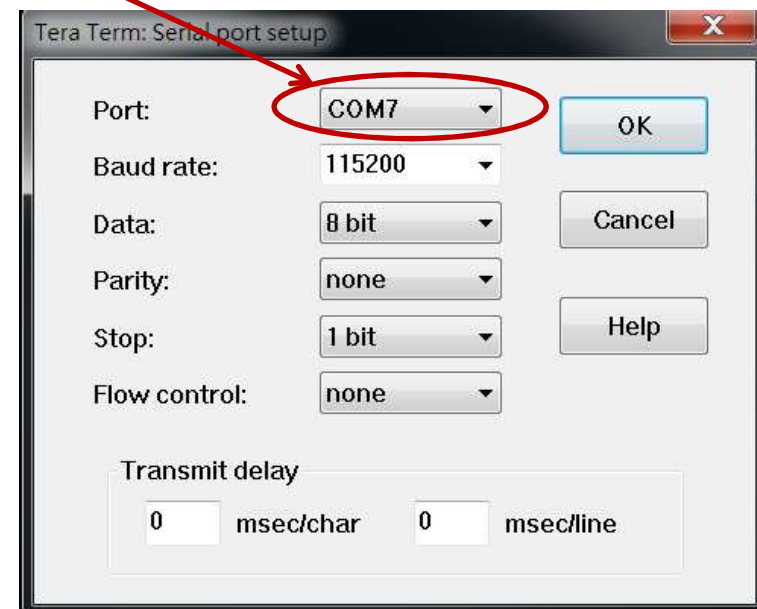 Tera Term: Serial port setup
X
Port: COM7 OK
Baud rate: 115200
Data: 8 bit Cancel
Parity: none
Stop: 1 bit Help
Flow control: none
Transmit delay
0 msec/char 0 msec/line